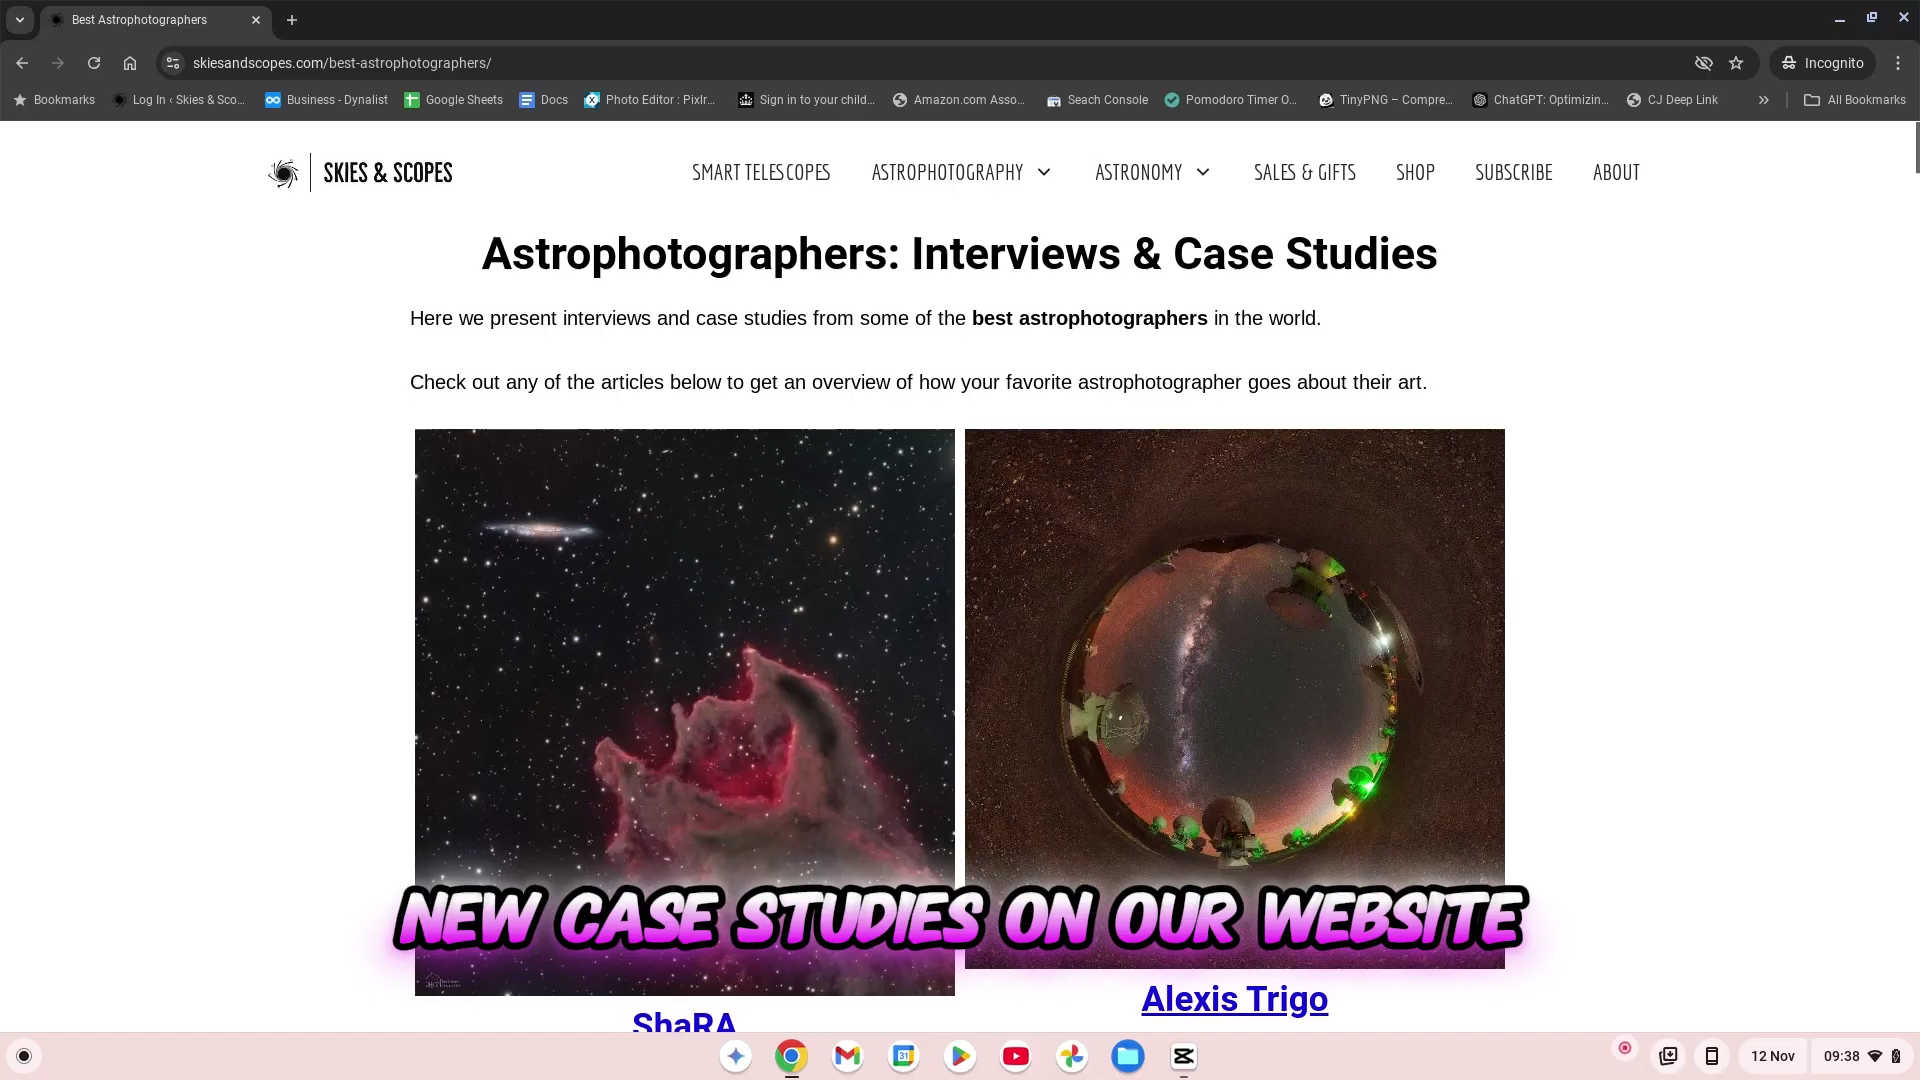 Best Astrophotographers
skiesandscopes.com/best-astrophotographers/
Incognito
Bookmarks
Log In ‹ Skies & Sco...
Business - Dynalist
Google Sheets
Docs
Photo Editor : Pixlr...
Sign in to your child...
Amazon.com Asso...
Seach Console
Pomodoro Timer O...
TinyPNG – Compre...
ChatGPT: Optimizin...
CJ Deep Link
All Bookmarks
SKIES & SCOPES
SMART TELESCOPES
ASTROPHOTOGRAPHY
ASTRONOMY
SALES & GIFTS
SHOP
SUBSCRIBE
ABOUT
Astrophotographers: Interviews & Case Studies
Here we present interviews and case studies from some of the best astrophotographers in the world.
Check out any of the articles below to get an overview of how your favorite astrophotographer goes about their art.
NEW CASE STUDIES ON OUR WEBSITE
Alexis Trigo
ShaRA
31
12 Nov
09:38